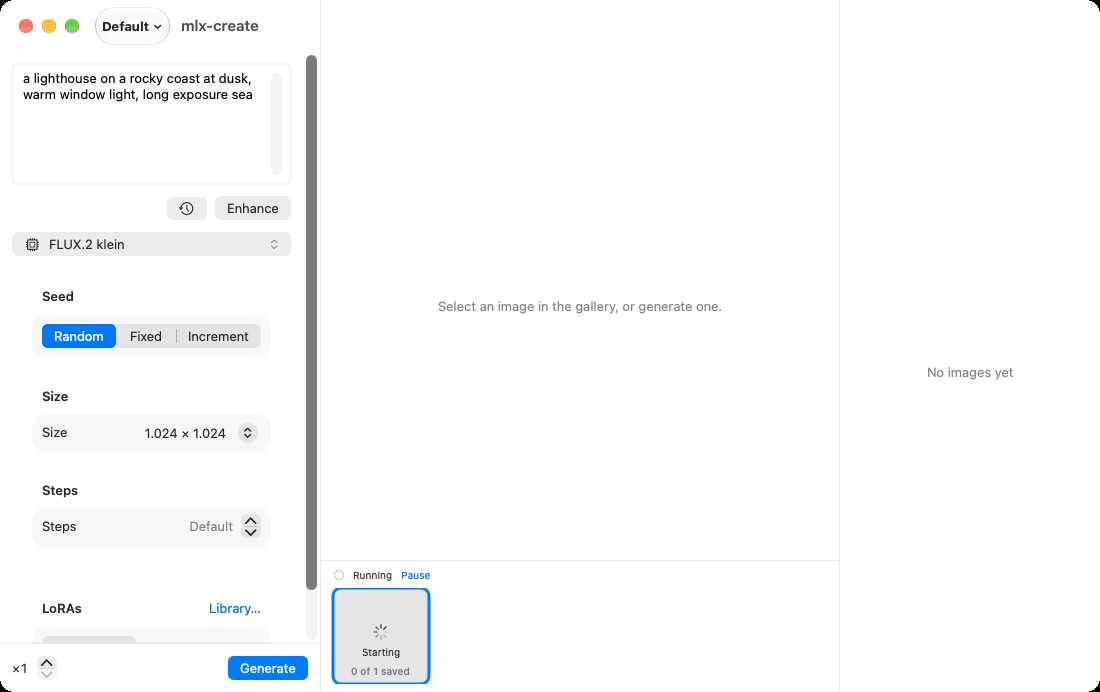 Default
mlx-create
a lighthouse on a rocky coast at dusk,
warm window light, long exposure sea
Enhance
FLUX.2 klein
Seed
Random
Fixed
Increment
Size
Size
1.024 × 1.024
Steps
Steps
Default
LoRAs
Library...
×1
Generate
Select an image in the gallery, or generate one.
Running
Pause
Starting
0 of 1 saved
No images yet